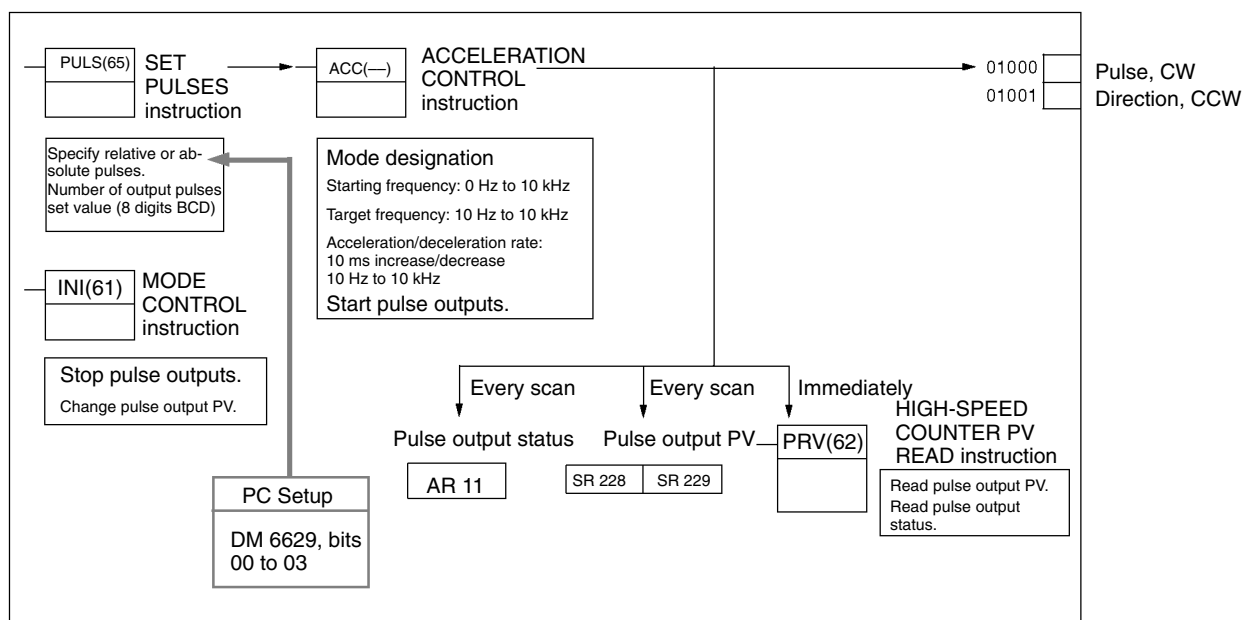 PULS(65)
SET
PULSES
instruction
ACC(—)
ACCELERATION
CONTROL
instruction
01000
Pulse, CW
01001
Direction, CCW
Specify relative or ab-
solute pulses.
Number of output pulses
set value (8 digits BCD)
Mode designation
Starting frequency: 0 Hz to 10 kHz
Target frequency: 10 Hz to 10 kHz
Acceleration/deceleration rate:
10 ms increase/decrease
10 Hz to 10 kHz
Start pulse outputs.
INI(61)
MODE
CONTROL
instruction
Stop pulse outputs.
Change pulse output PV.
Every scan
Every scan
Immediately
Pulse output status
AR 11
Pulse output PV
SR 228
SR 229
PRV(62)
HIGH-SPEED
COUNTER PV
READ instruction
Read pulse output PV.
Read pulse output
status.
PC Setup
DM 6629, bits
00 to 03